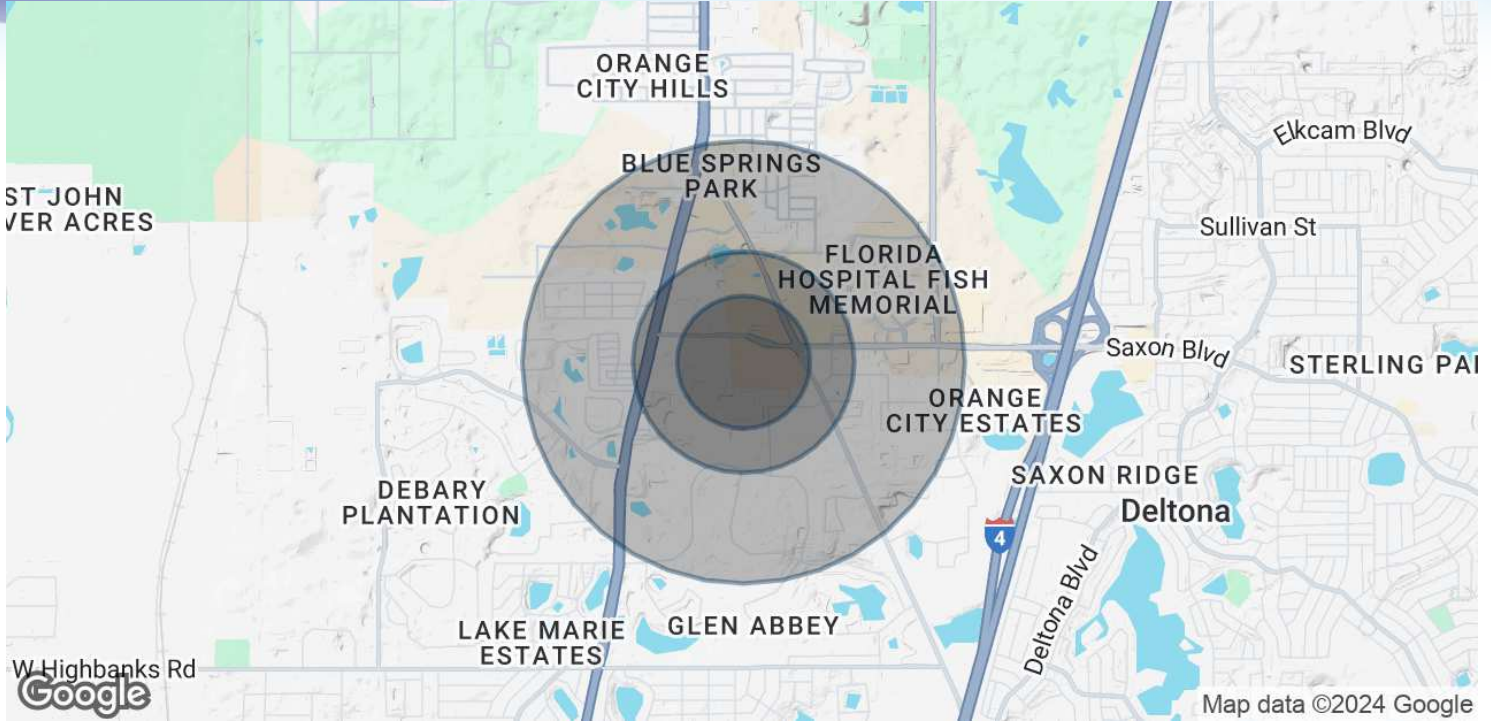 ORANGE
CITY HILLS
Elkcam Blvd
BLUE SPRINGS
PARK
ST JOHN
VER ACRES
Sullivan St
FLORIDA
HOSPITAL FISH
MEMORIAL
Saxon Blvd
STERLING PA
ORANGE
CITY ESTATES
SAXON RIDGE
DEBARY
PLANTATION
Deltona
4
Deltona Blvd
GLEN ABBEY
LAKE MARIE
ESTATES
W Highbanks Rd
Google
Map data ©2024 Google